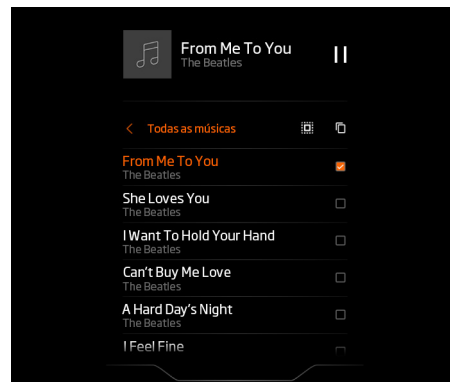 From Me To You
The Beatles
Todas as músicas
From Me To You
The Beatles
She Loves You
The Beatles
I Want To Hold Your Hand
The Beatles
Can't Buy Me Love
The Beatles
A Hard Day's Night
The Beatles
I Feel Fine